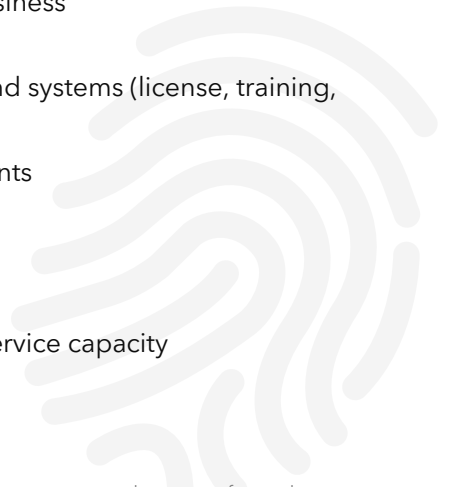 siness
nd systems (license, training,
nts
ervice capacity